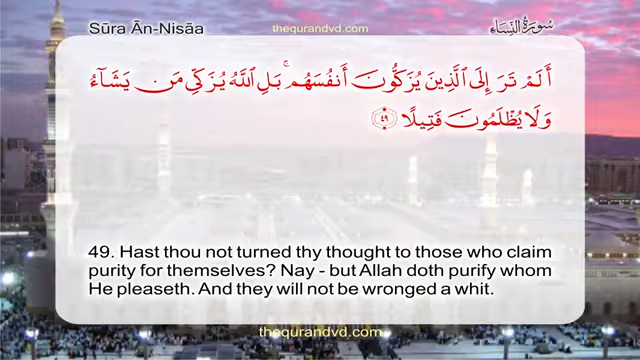 Sūra Ān-Nisāa
thequrandvd.com
سُورَةُ النِّسَاءِ
أَلَمْ تَرَ إِلَى ٱلَّذِينَ يُزَكُّونَ أَنفُسَهُم ۚ بَلِ ٱللَّهُ يُزَكِّى مَن يَشَآءُ
وَلَا يُظْلَمُونَ فَتِيلًا ٤٩
49. Hast thou not turned thy thought to those who claim
purity for themselves? Nay - but Allah doth purify whom
He pleaseth. And they will not be wronged a whit.
thequrandvd.com